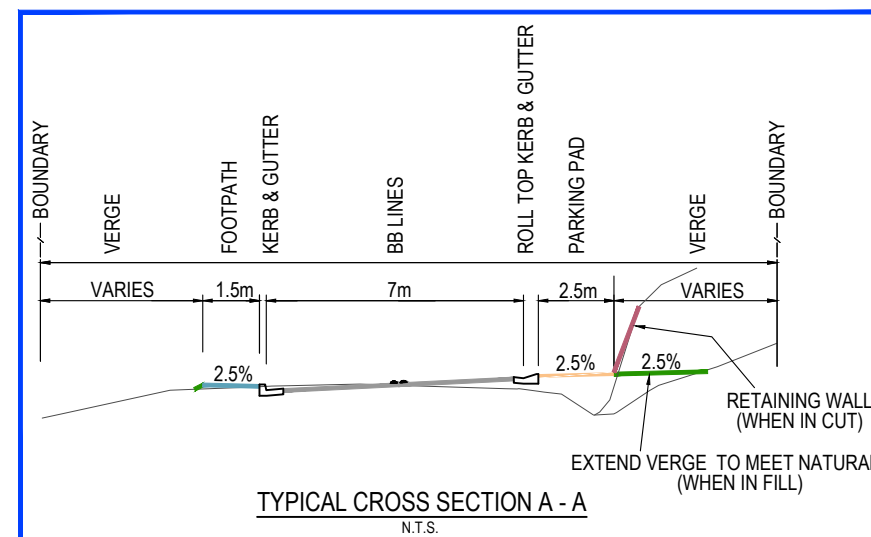 BOUNDARY
VERGE
FOOTPATH
KERB & GUTTER
BB LINES
ROLL TOP KERB & GUTTER
PARKING PAD
VERGE
BOUNDARY
VARIES
1.5m
7m
2.5m
VARIES
2.5%
2.5%
2.5%
RETAINING WALL
(WHEN IN CUT)
EXTEND VERGE TO MEET NATURAL
(WHEN IN FILL)
TYPICAL CROSS SECTION A - A
N.T.S.